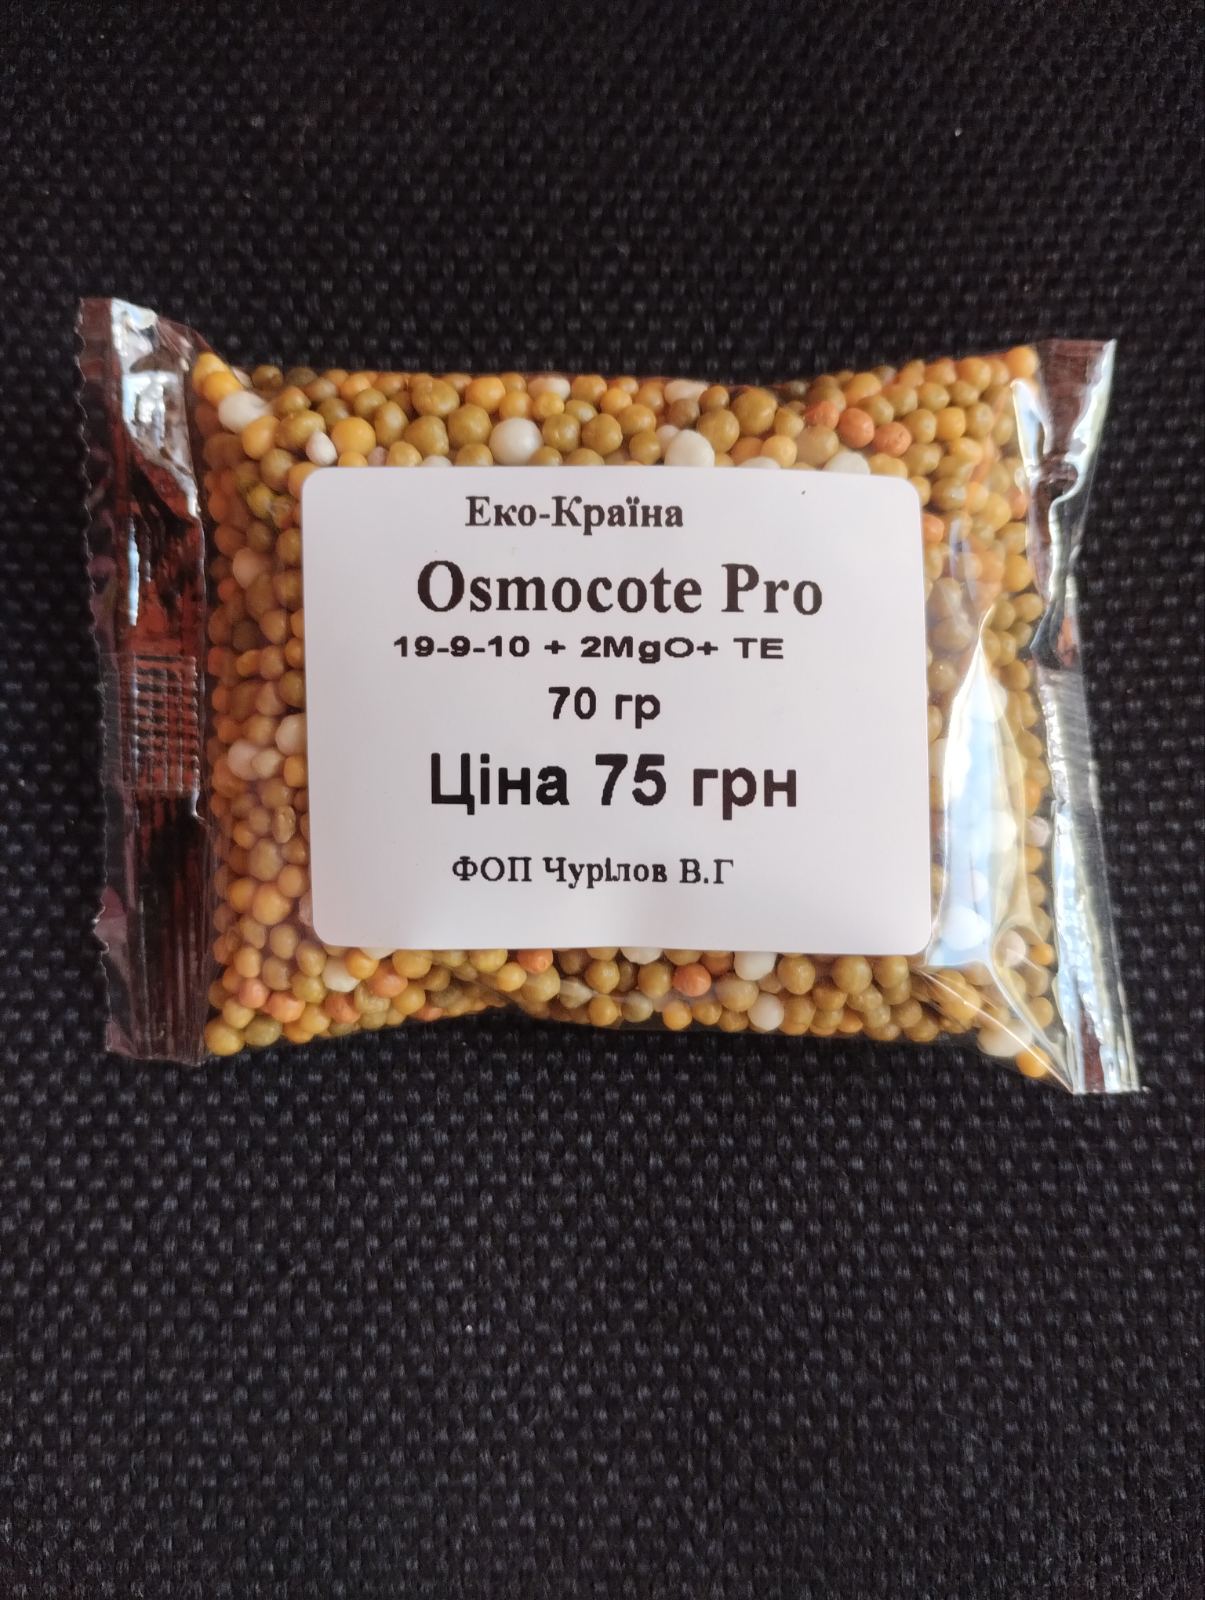 Еко-Країна
Osmocote Pro
19-9-10 + 2MgO+ TE
70 гр
Ціна 75 грн
ФОП Чурілов В.Г